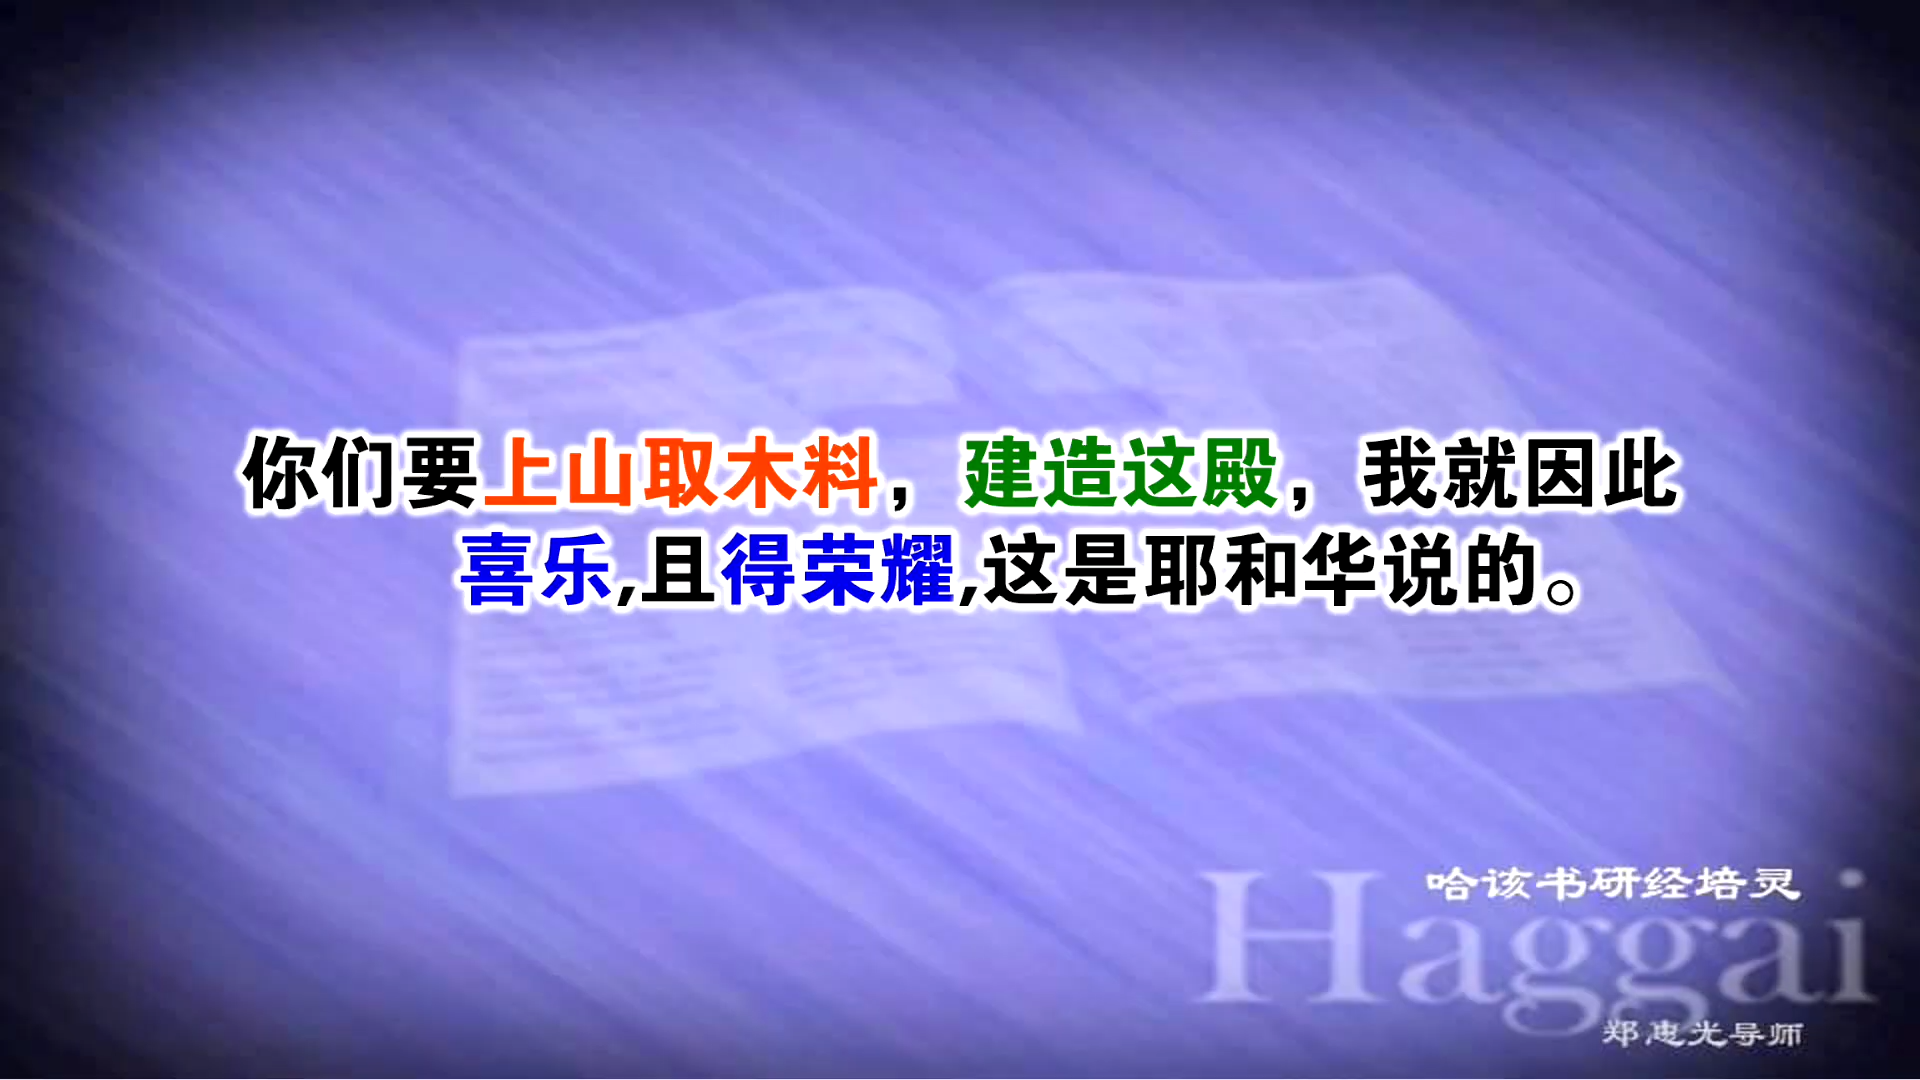 你们要上山取木料，建造这殿，我就因此
喜乐,且得荣耀,这是耶和华说的。
哈该书研经培灵
Haggai
郑惠光导师